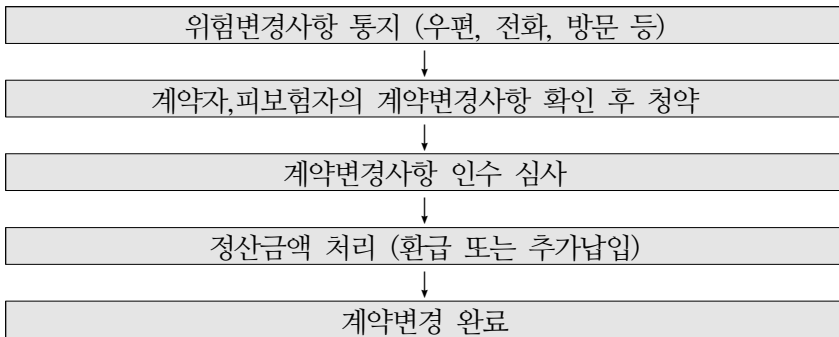 위험변경사항 통지 (우편, 전화, 방문 등)
계약자,피보험자의 계약변경사항 확인 후 청약
계약변경사항 인수 심사
정산금액 처리 (환급 또는 추가납입)
계약변경 완료